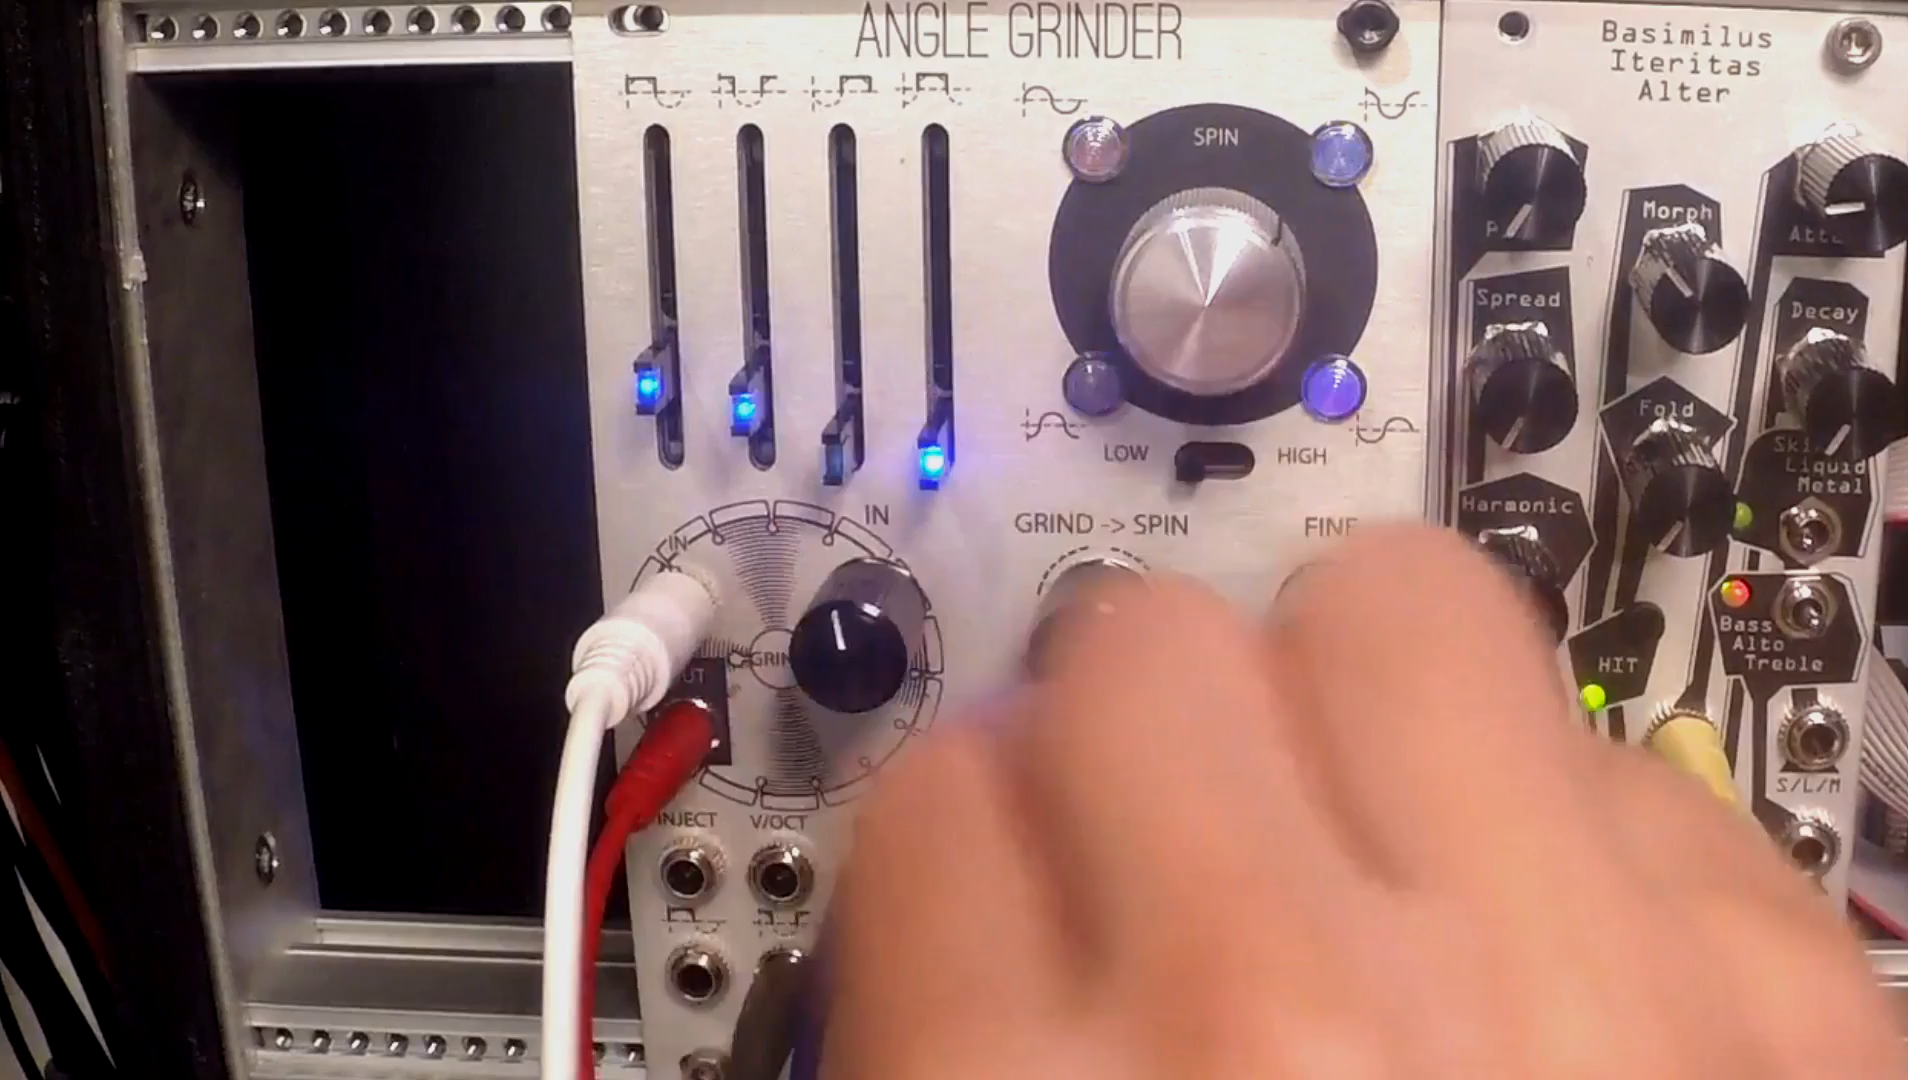 ANGLE GRINDER
SPIN
LOW
HIGH
IN
IN
GRIND -> SPIN
FINE
INJECT
V/OCT
Basimilus
Iteritas
Alter
Morph
Spread
Decay
Fold
Liquid
Metal
Harmonic
Bass
Alto
Treble
HIT
S/L/M